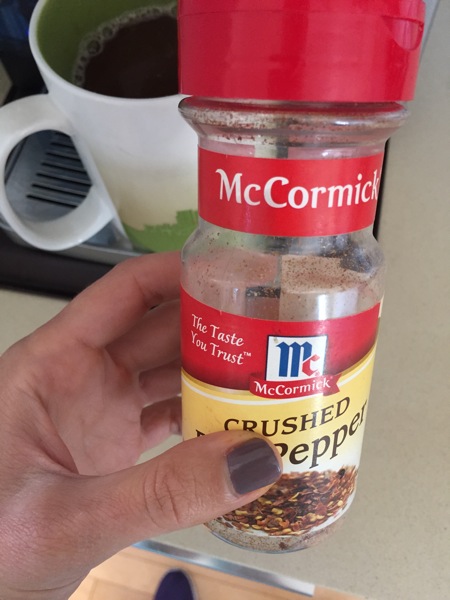 McCormick
The Taste
You Trust™
Mc
McCormick®
CRUSHED
Pepper